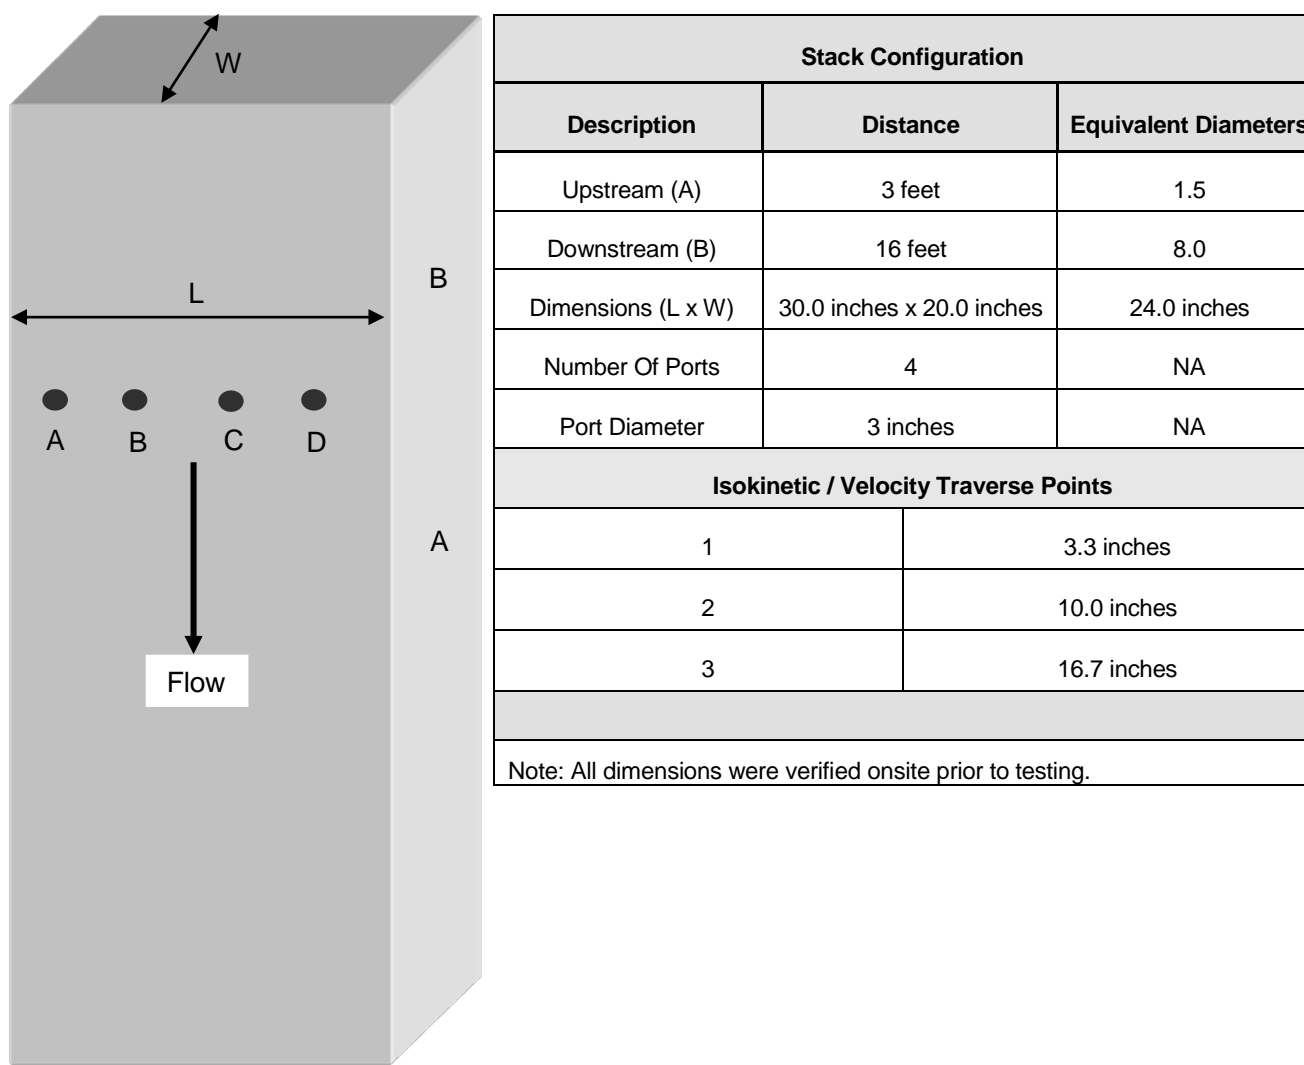 W
L
B
A B C D
A
Flow
Stack Configuration
Description Distance Equivalent Diameters
Upstream (A) 3 feet 1.5
Downstream (B) 16 feet 8.0
Dimensions (L x W) 30.0 inches x 20.0 inches 24.0 inches
Number Of Ports 4 NA
Port Diameter 3 inches NA
Isokinetic / Velocity Traverse Points
1 3.3 inches
2 10.0 inches
3 16.7 inches
Note: All dimensions were verified onsite prior to testing.